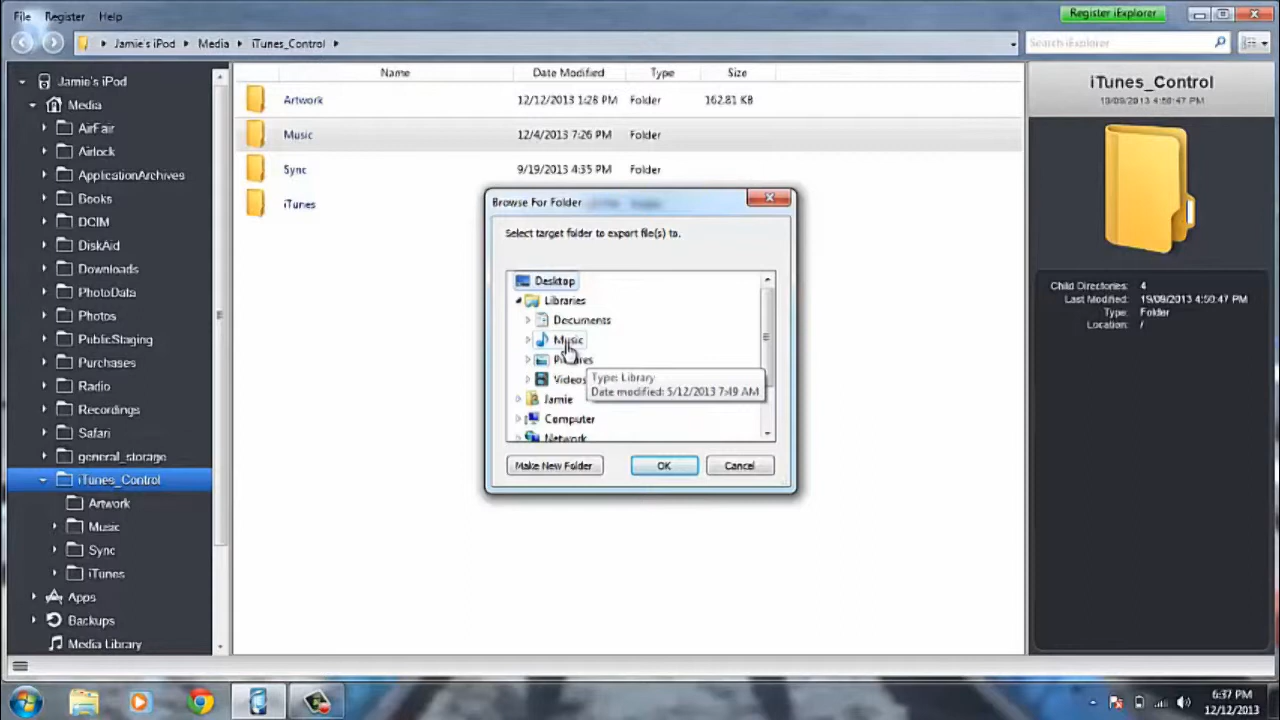 File Register Help
Register iExplorer
Jamie's iPod Media iTunes_Control
Search iExplorer
Jamie's iPod
Media
AirFair
Airlock
ApplicationArchives
Books
DCIM
DiskAid
Downloads
PhotoData
Photos
PublicStaging
Purchases
Radio
Recordings
Safari
general_storage
iTunes_Control
Artwork
Music
Sync
iTunes
Apps
Backups
Media Library
Name Date Modified Type Size
Artwork 12/12/2013 1:28 PM Folder 162.81 KB
Music 12/4/2013 7:26 PM Folder
Sync 9/19/2013 4:35 PM Folder
iTunes
Browse For Folder
Select target folder to export file(s) to.
Desktop
Libraries
Documents
Music
Pictures
Videos
Type: Library
Date modified: 5/12/2013 7:49 AM
Jamie
Computer
Network
Make New Folder OK Cancel
iTunes_Control
19/09/2013 4:50:47 PM
Child Directories: 4
Last Modified: 19/09/2013 4:50:47 PM
Type: Folder
Location: /
6:37 PM
12/12/2013